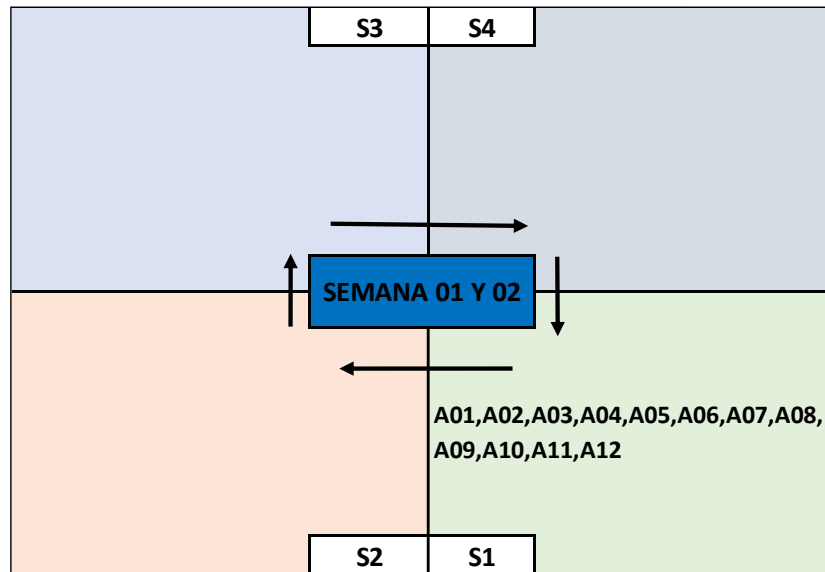 S3 S4
SEMANA 01 Y 02
A01,A02,A03,A04,A05,A06,A07,A08,
A09,A10,A11,A12
S2 S1